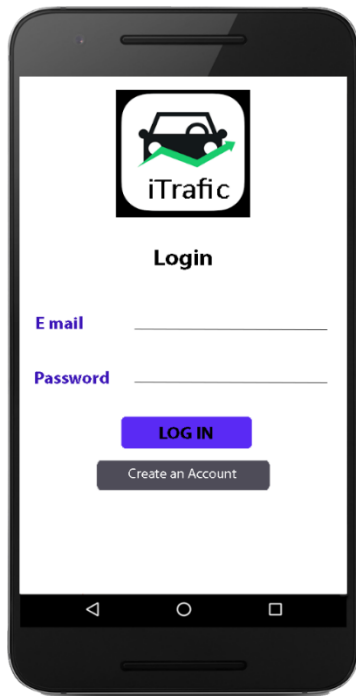 iTrafic
Login
E mail
Password
LOG IN
Create an Account